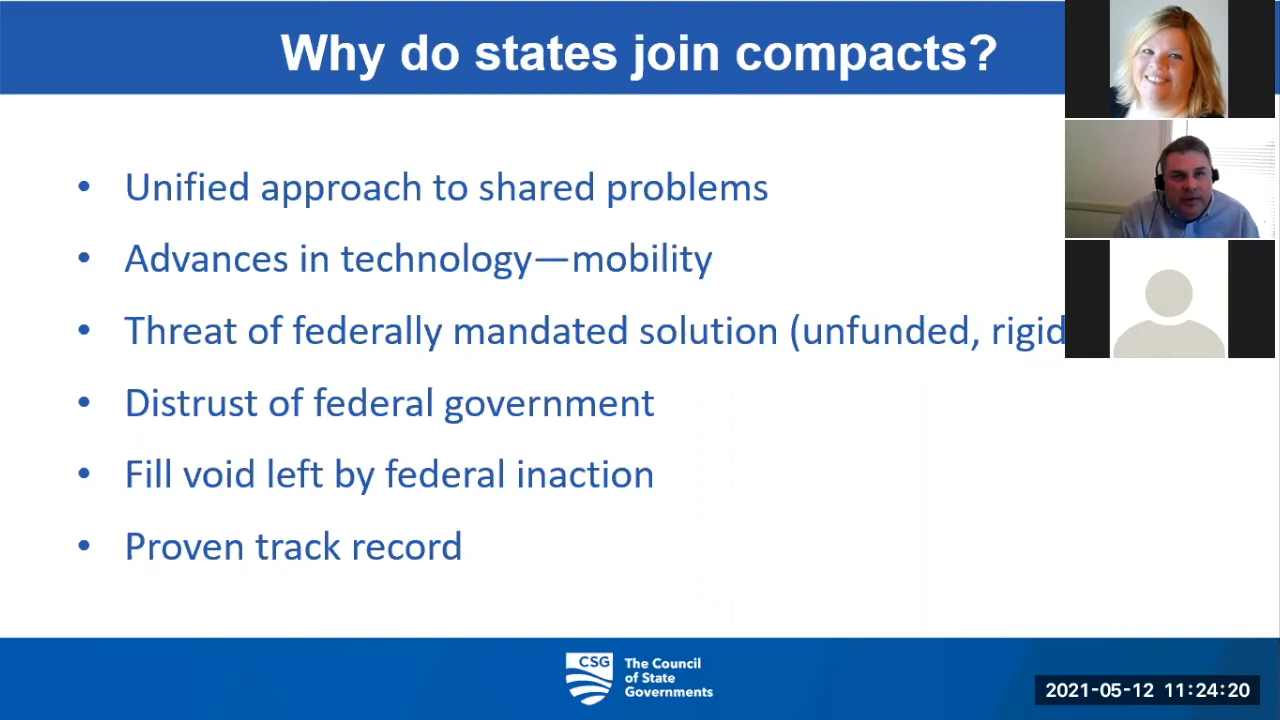 Why do states join compacts?
• Unified approach to shared problems
• Advances in technology—mobility
• Threat of federally mandated solution (unfunded, rigid
• Distrust of federal government
• Fill void left by federal inaction
• Proven track record
CSG
The Council
of State
Governments
2021-05-12 11:24:20